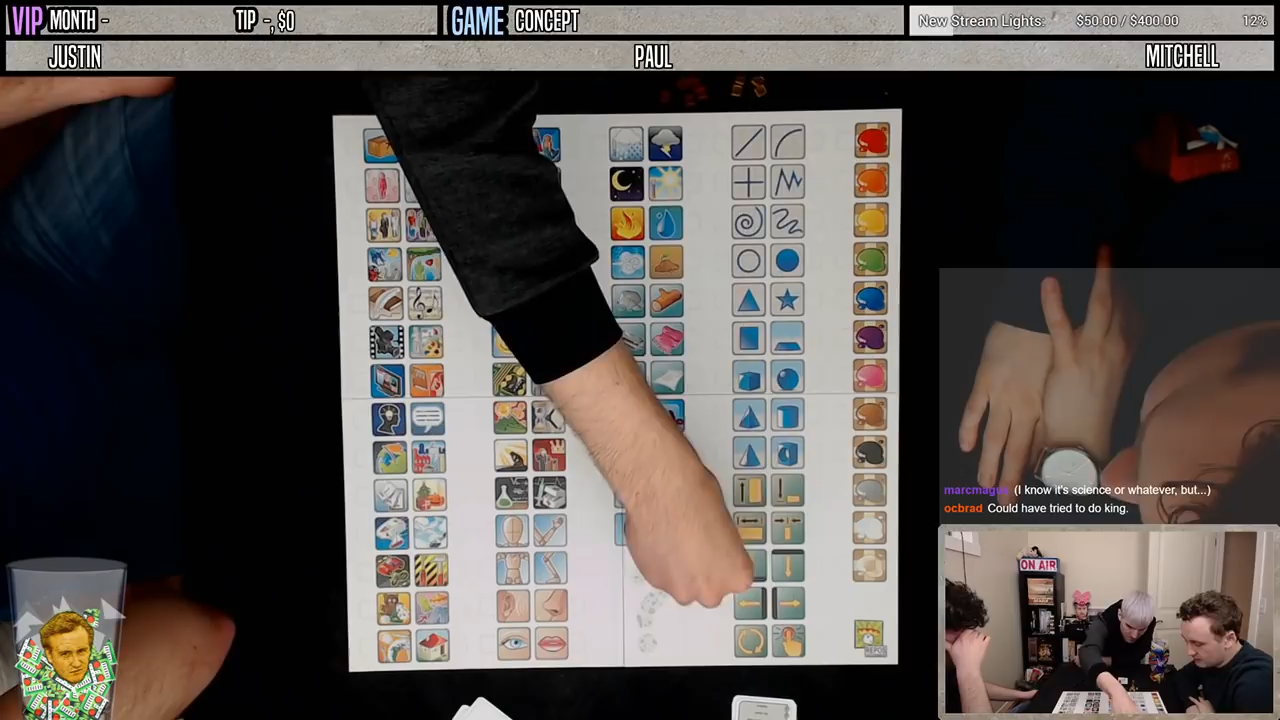 VIP MONTH -
TIP -, $0
GAME CONCEPT
New Stream Lights: $50.00 / $400.00 12%
JUSTIN
PAUL
MITCHELL
marcmagus (I know it's science or whatever, but...)
ocbrad Could have tried to do king.
ON AIR
REPOS